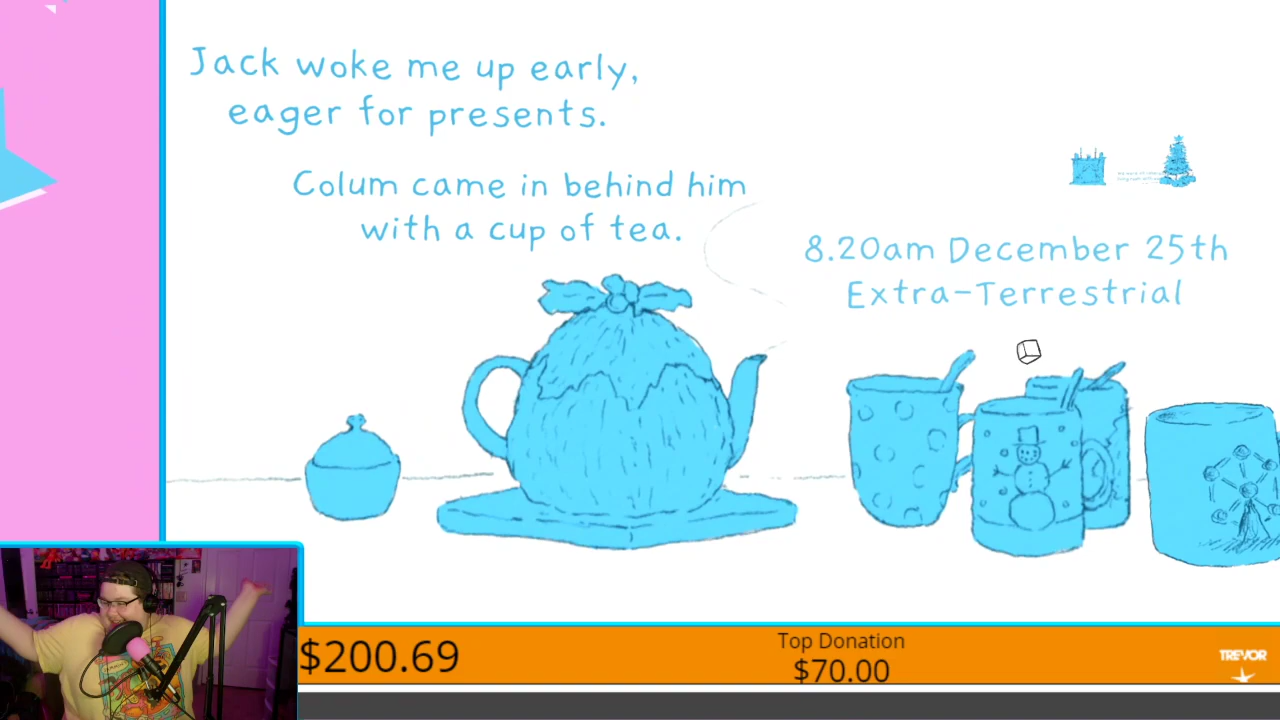 Jack woke me up early,
eager for presents.
Colum came in behind him
with a cup of tea.
8.20am December 25th
Extra-Terrestrial
$200.69
Top Donation
$70.00
TREVOR